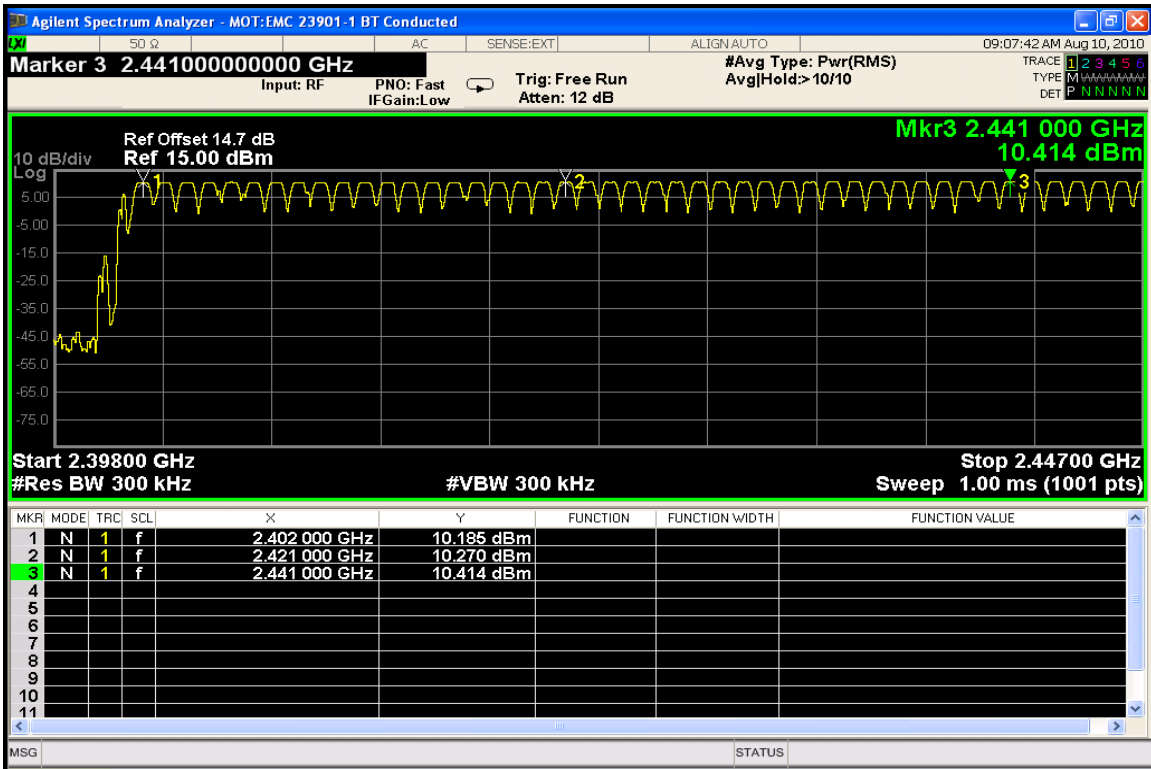 Agilent Spectrum Analyzer - MOT:EMC 23901-1 BT Conducted
LXI 50 Ω AC SENSE:EXT ALIGN AUTO 09:07:42 AM Aug 10, 2010
Marker 3 2.441000000000 GHz
Input: RF
PNO: Fast
IFGain:Low
Trig: Free Run
Atten: 12 dB
#Avg Type: Pwr(RMS)
Avg|Hold:>10/10
TRACE 1 2 3 4 5 6
TYPE M WWWWW
DET P N N N N N
Mkr3 2.441 000 GHz
10.414 dBm
Ref Offset 14.7 dB
10 dB/div Ref 15.00 dBm
Log
1 2 3
5.00
-5.00
-15.0
-25.0
-35.0
-45.0
-55.0
-65.0
-75.0
Start 2.39800 GHz Stop 2.44700 GHz
#Res BW 300 kHz #VBW 300 kHz Sweep 1.00 ms (1001 pts)
MKR MODE TRC SCL X Y FUNCTION FUNCTION WIDTH FUNCTION VALUE
1 N 1 f 2.402 000 GHz 10.185 dBm
2 N 1 f 2.421 000 GHz 10.270 dBm
3 N 1 f 2.441 000 GHz 10.414 dBm
4
5
6
7
8
9
10
11
MSG STATUS